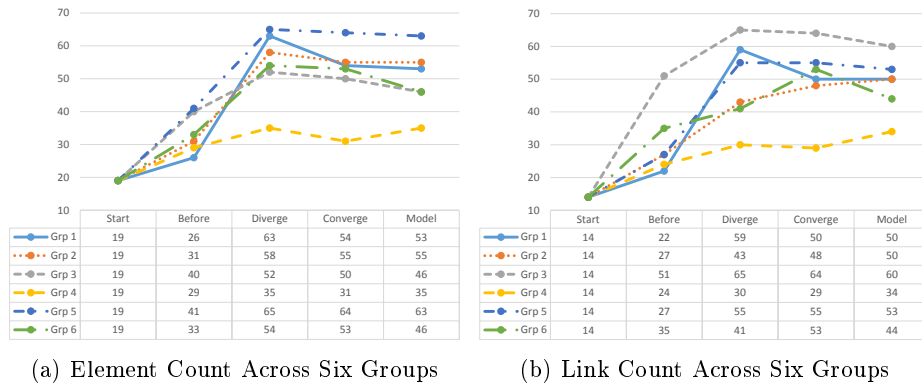 70
60
50
40
30
20
10
Start Before Diverge Converge Model
Grp 1 19 26 63 54 53
Grp 2 19 31 58 55 55
Grp 3 19 40 52 50 46
Grp 4 19 29 35 31 35
Grp 5 19 41 65 64 63
Grp 6 19 33 54 53 46
(a) Element Count Across Six Groups
70
60
50
40
30
20
10
Start Before Diverge Converge Model
Grp 1 14 22 59 50 50
Grp 2 14 27 43 48 50
Grp 3 14 51 65 64 60
Grp 4 14 24 30 29 34
Grp 5 14 27 55 55 53
Grp 6 14 35 41 53 44
(b) Link Count Across Six Groups